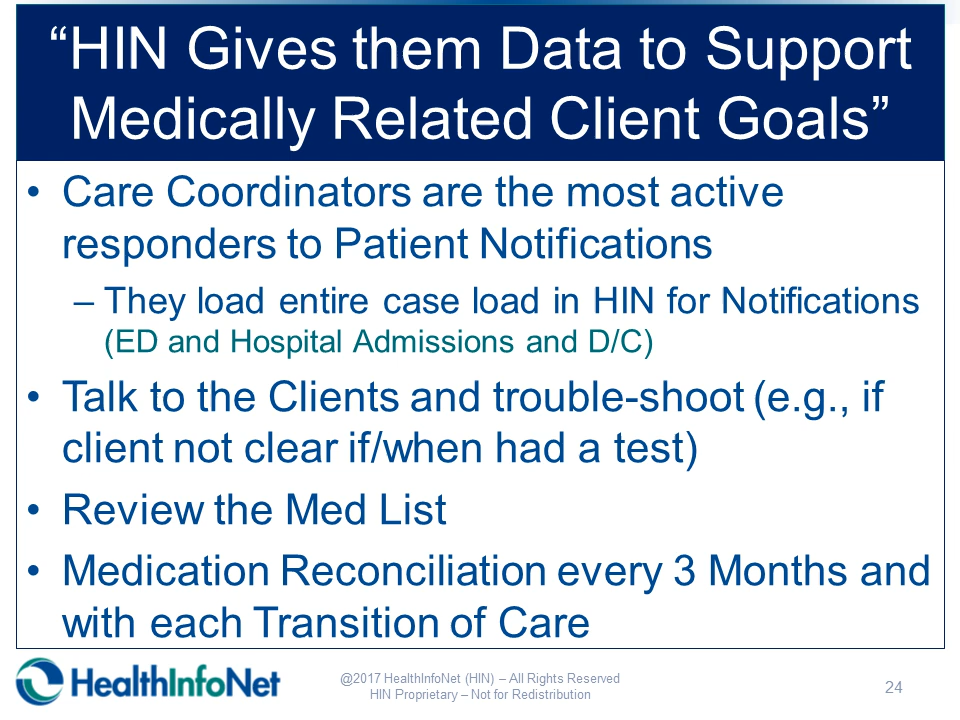 “HIN Gives them Data to Support
Medically Related Client Goals”
• Care Coordinators are the most active
responders to Patient Notifications
– They load entire case load in HIN for Notifications
(ED and Hospital Admissions and D/C)
• Talk to the Clients and trouble-shoot (e.g., if
client not clear if/when had a test)
• Review the Med List
• Medication Reconciliation every 3 Months and
with each Transition of Care
HealthInfoNet
@2017 HealthInfoNet (HIN) – All Rights Reserved
HIN Proprietary – Not for Redistribution
24